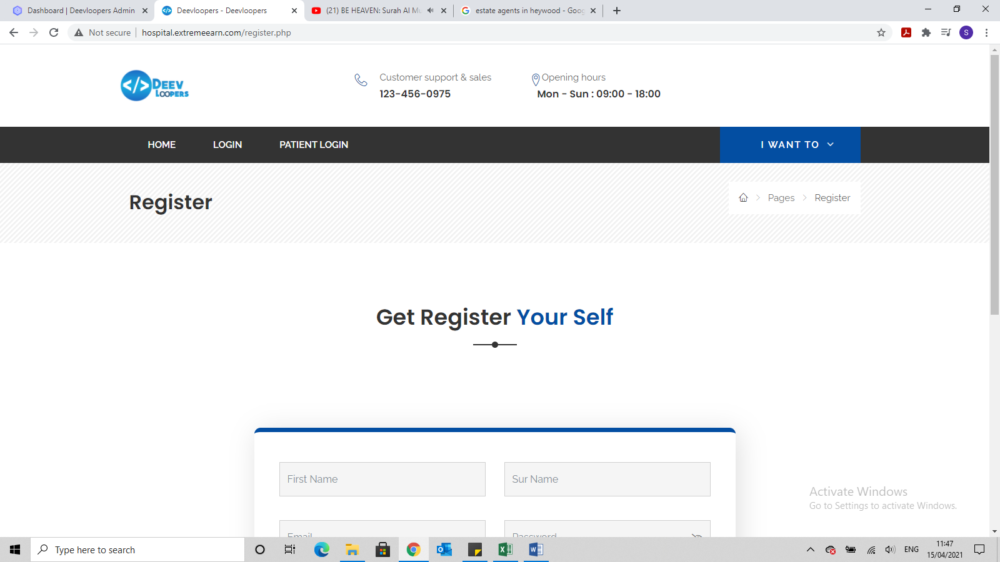 Dashboard | Deevloopers Admin
Deevloopers - Deevloopers
(21) BE HEAVEN: Surah Al Mu
estate agents in heywood - Goog
Not secure
hospital.extremeearn.com/register.php
S
</> DEEV
LOOPERS
Customer support & sales
123-456-0975
Opening hours
Mon - Sun : 09:00 - 18:00
HOME
LOGIN
PATIENT LOGIN
I WANT TO
Register
Pages
Register
Get Register Your Self
First Name
Sur Name
Email
Password
Activate Windows
Go to Settings to activate Windows.
Type here to search
ENG
11:47
15/04/2021